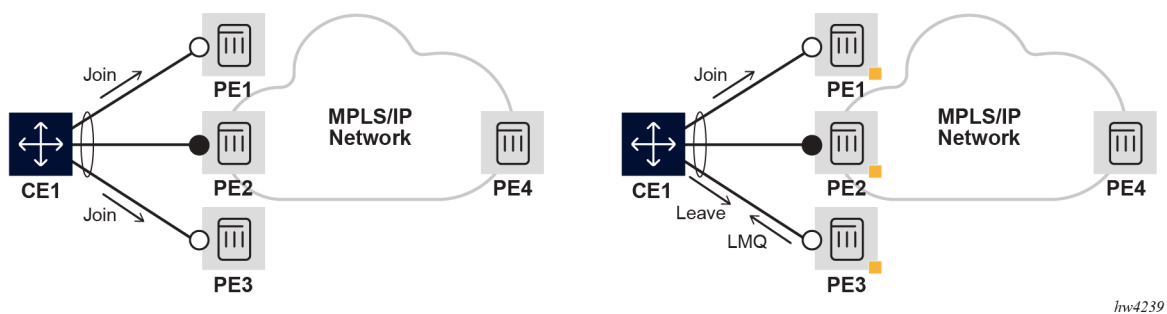 Join
PE1
MPLS/IP
Network
CE1
PE2
PE4
Join
PE3
Join
PE1
MPLS/IP
Network
CE1
PE2
PE4
Leave
LMQ
PE3
hw4239